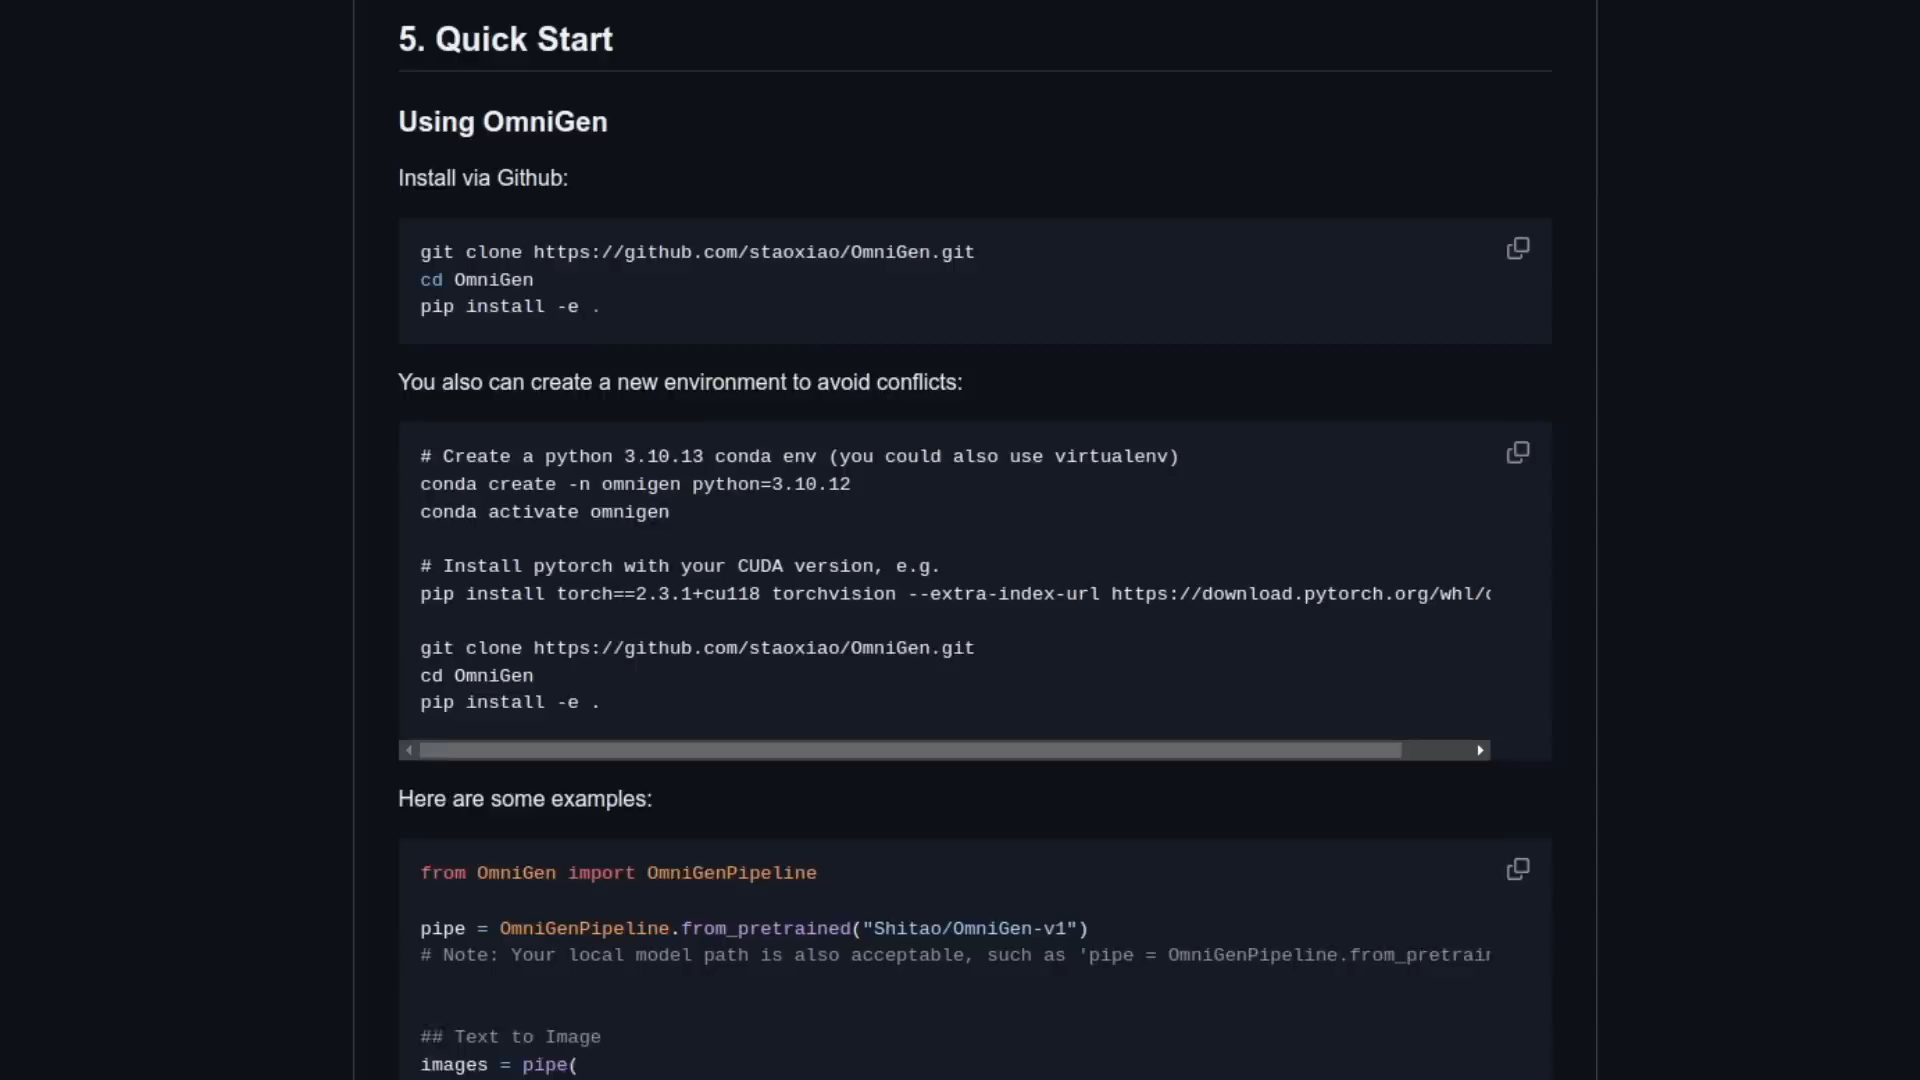 5. Quick Start
Using OmniGen
Install via Github:
git clone https://github.com/staoxiao/OmniGen.git
cd OmniGen
pip install -e .
You also can create a new environment to avoid conflicts:
# Create a python 3.10.13 conda env (you could also use virtualenv)
conda create -n omnigen python=3.10.12
conda activate omnigen
# Install pytorch with your CUDA version, e.g.
pip install torch==2.3.1+cu118 torchvision --extra-index-url https://download.pytorch.org/whl/c
git clone https://github.com/staoxiao/OmniGen.git
cd OmniGen
pip install -e .
Here are some examples:
from OmniGen import OmniGenPipeline
pipe = OmniGenPipeline.from_pretrained("Shitao/OmniGen-v1")
# Note: Your local model path is also acceptable, such as 'pipe = OmniGenPipeline.from_pretrain
## Text to Image
images = pipe(